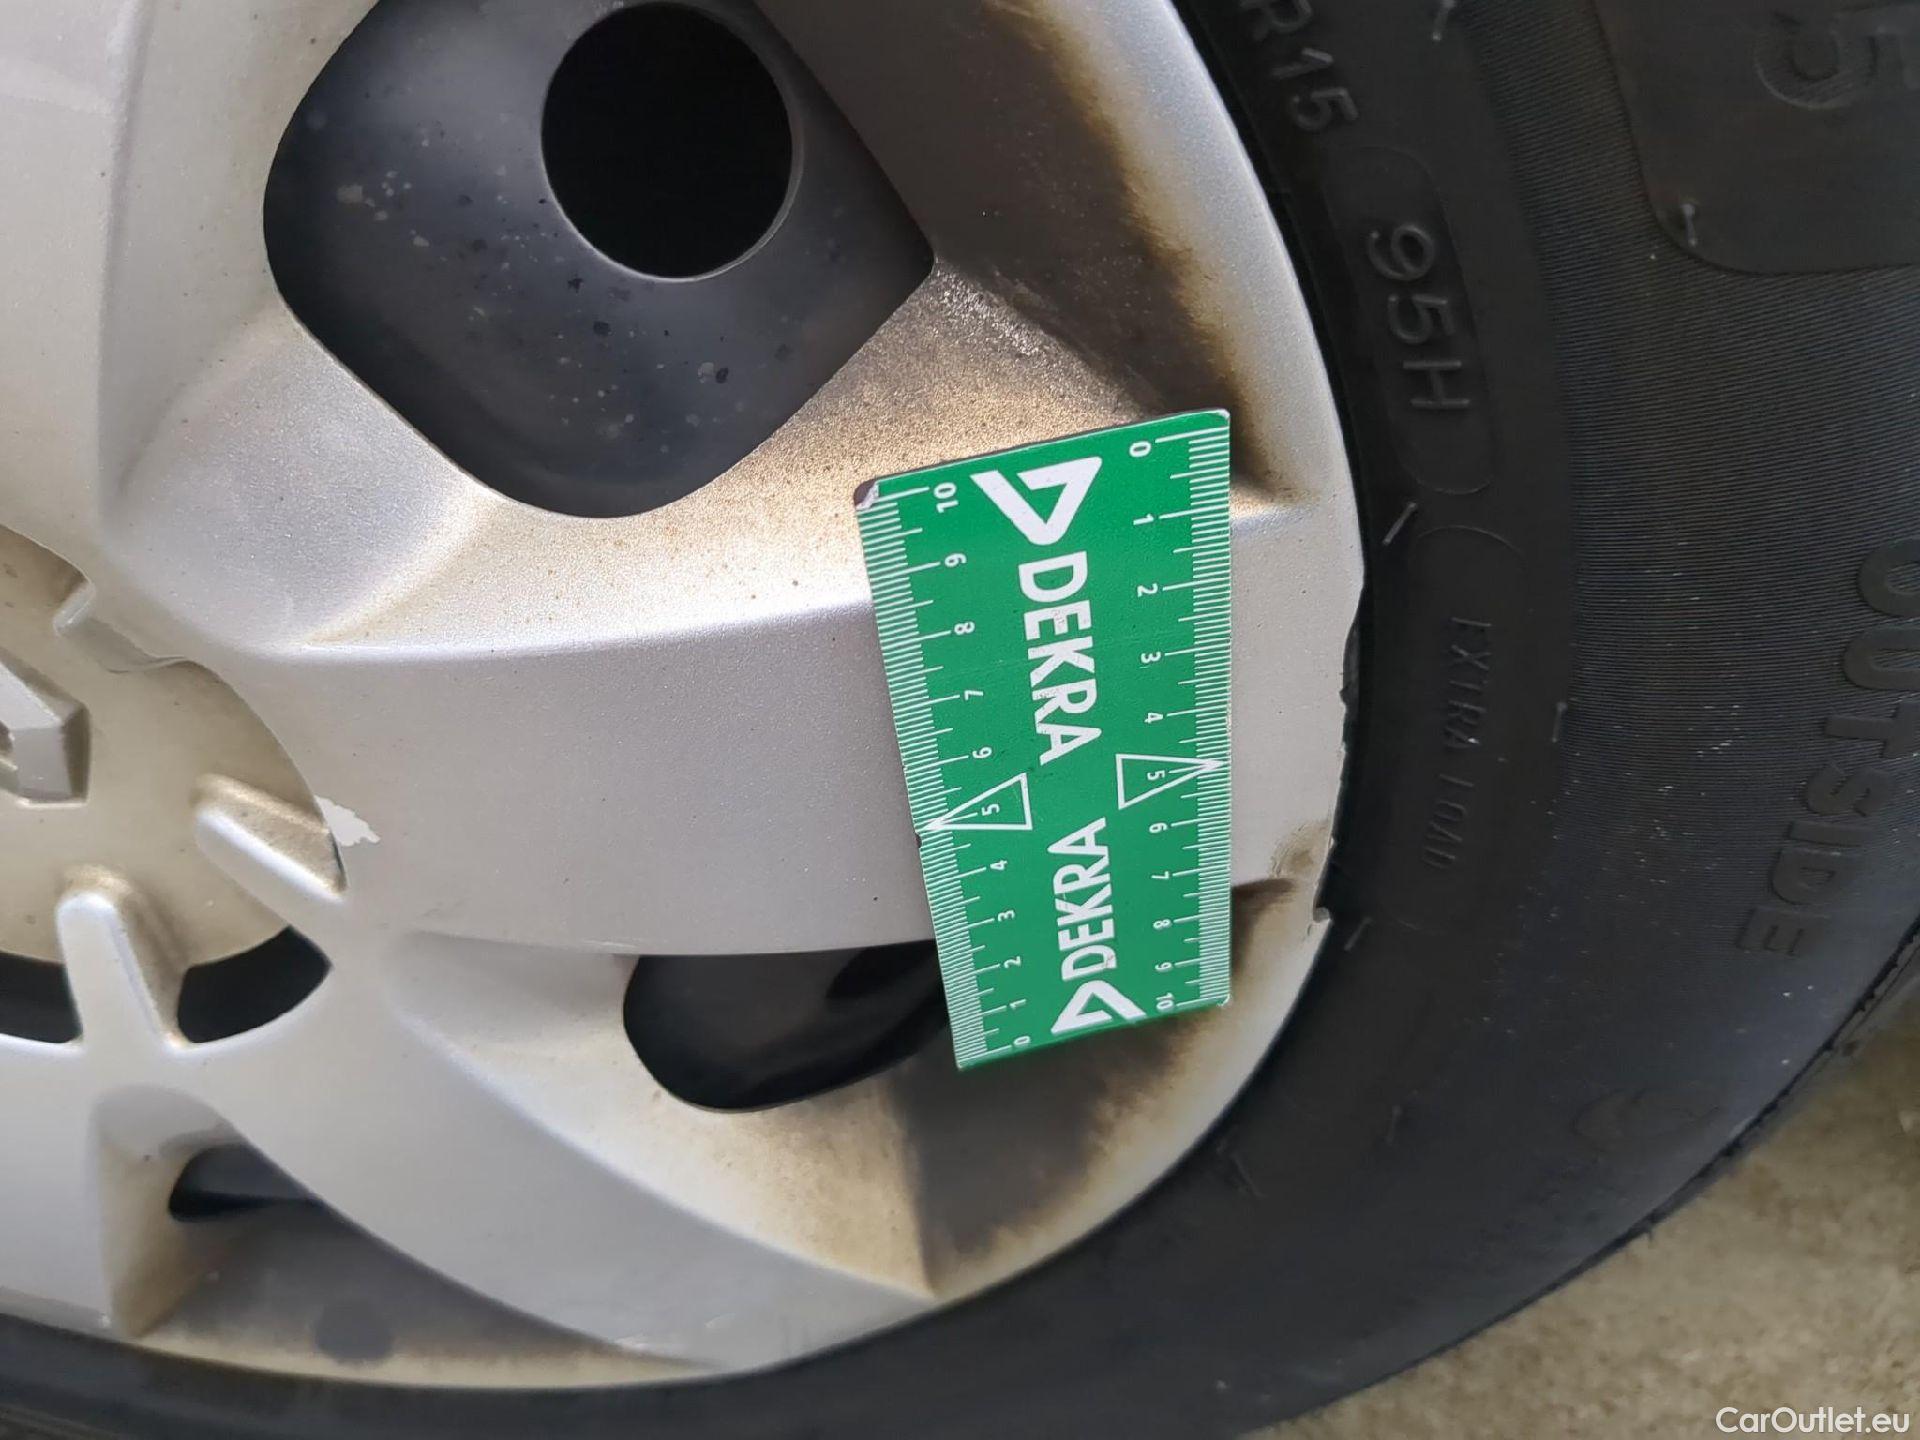 R15
95H
EXTRA LOAD
OUTSIDE
5
DEKRA
DEKRA
0 1 2 3 4 5 6 7 8 9 10
10 9 8 7 6 5 4 3 2 1 0
CarOutlet.eu